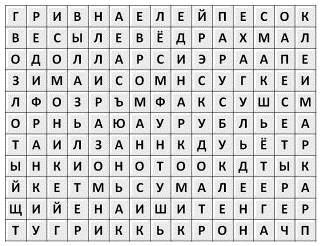 Г Р И В Н А Е Л Е Й П Е С О К
В Е С Ы Л Е В Ё Д Р А Х М А Л
О Д О Л Л А Р С И Э Р А А П Е
З И М А И С О М Н С У Г К Е И
Л Ф О З Р Ъ М Ф А К С У Ш С М
О Р Н Ь А Ю А У Р У Б Л Ь Е А
Т А И Л З А Н Н К Д У Ь Ё Т Р
Ы Н К И О Н О Т О О К Д Т Ы К
Й К Е Т М Ь С У М А Л Е Е Р А
Щ И Й Е Н А И Ш И Т Е Н Г Е Р
Т У Г Р И К К Ь К Р О Н А Ч П